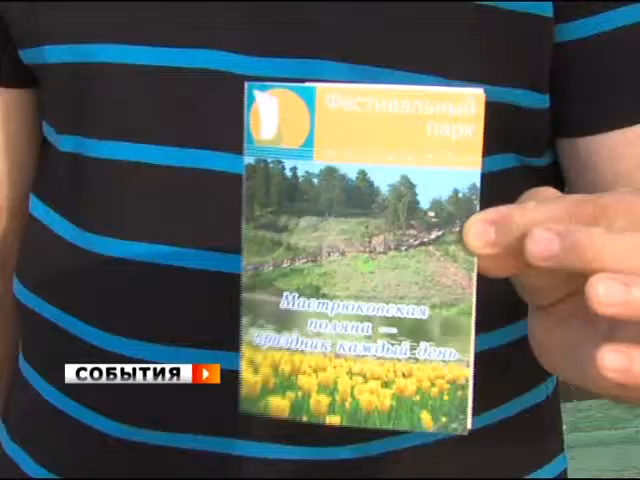 Фестивальный
парк
Мастрюковская
поляна —
праздник каждый день
СОБЫТИЯ